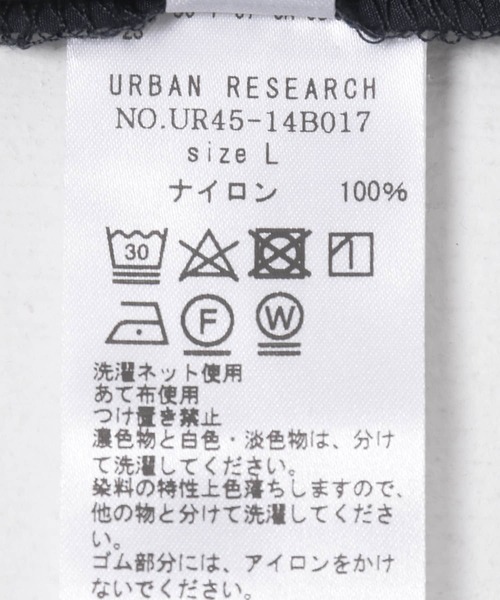 URBAN RESEARCH
NO.UR45-14B017
size L
ナイロン 100%
30
F W
洗濯ネット使用
あて布使用
つけ置き禁止
濃色物と白色・淡色物は、分け
て洗濯してください。
染料の特性上色落ちしますので、
他の物と分けて洗濯してくださ
い。
ゴム部分には、アイロンをかけ
ないでください。